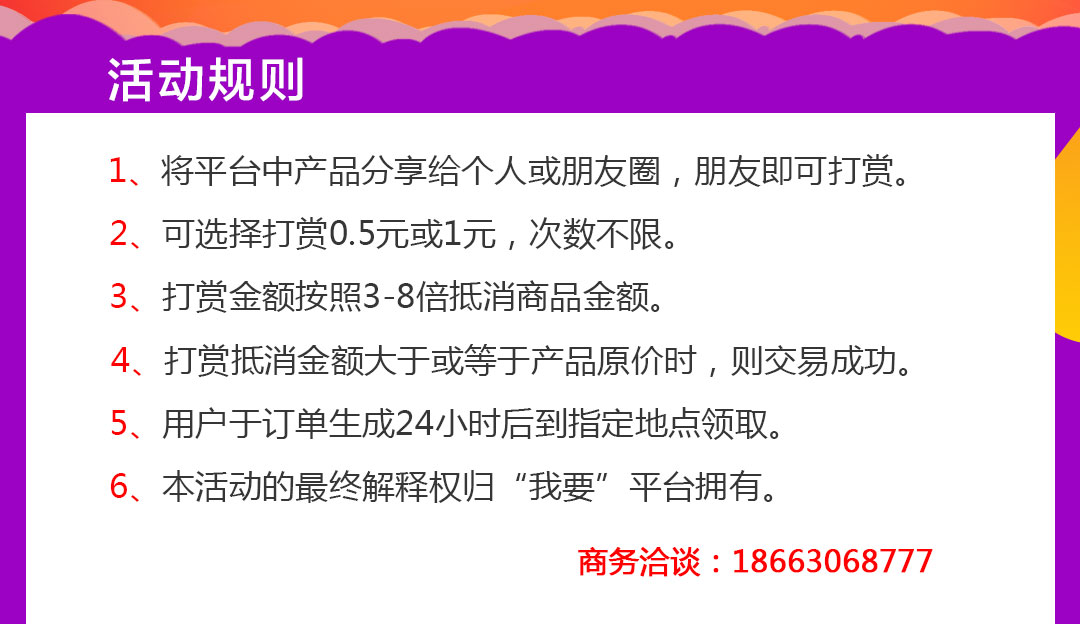 活动规则
1、将平台中产品分享给个人或朋友圈，朋友即可打赏。
2、可选择打赏0.5元或1元，次数不限。
3、打赏金额按照3-8倍抵消商品金额。
4、打赏抵消金额大于或等于产品原价时，则交易成功。
5、用户于订单生成24小时后到指定地点领取。
6、本活动的最终解释权归“我要”平台拥有。
商务洽谈：18663068777